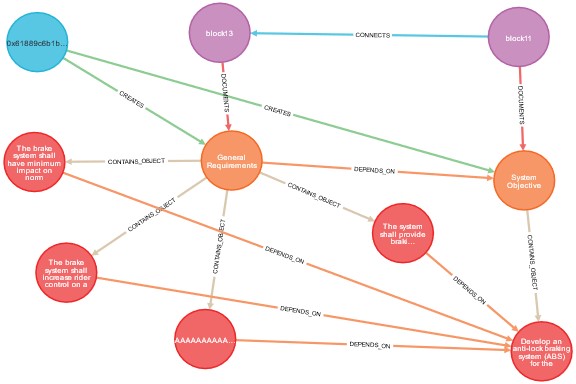 0x61889c6b1b...
block13
CONNECTS
block11
DOCUMENTS
DOCUMENTS
CREATES
CREATES
The brake
system shall
have minimum
impact on
norm
CONTAINS_OBJECT
General
Requirements
DEPENDS_ON
System
Objective
CONTAINS_OBJECT
CONTAINS_OBJECT
CONTAINS_OBJECT
CONTAINS_OBJECT
The system
shall provide
braki...
DEPENDS_ON
The brake
system shall
increase rider
control on a
DEPENDS_ON
DEPENDS_ON
AAAAAAAAAA...
DEPENDS_ON
Develop an
anti-lock braking
system (ABS)
for the